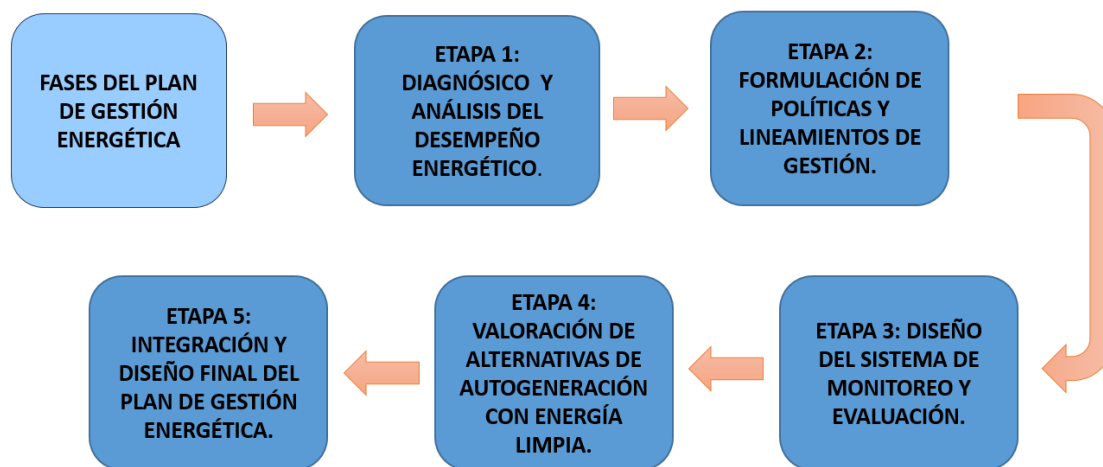 FASES DEL PLAN
DE GESTIÓN
ENERGÉTICA
ETAPA 1:
DIAGNÓSICO Y
ANÁLISIS DEL
DESEMPEÑO
ENERGÉTICO.
ETAPA 2:
FORMULACIÓN DE
POLÍTICAS Y
LINEAMIENTOS DE
GESTIÓN.
ETAPA 3: DISEÑO
DEL SISTEMA DE
MONITOREO Y
EVALUACIÓN.
ETAPA 4:
VALORACIÓN DE
ALTERNATIVAS DE
AUTOGENERACIÓN
CON ENERGÍA
LIMPIA.
ETAPA 5:
INTEGRACIÓN Y
DISEÑO FINAL DEL
PLAN DE GESTIÓN
ENERGÉTICA.